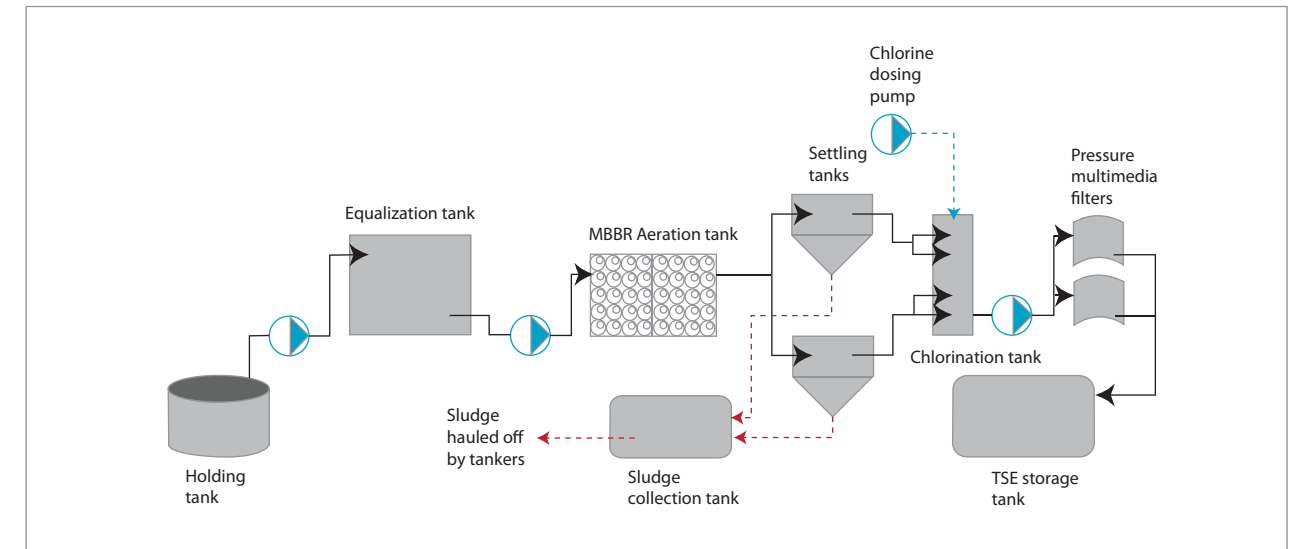 Chlorine
dosing
pump
Settling
tanks
Pressure
multimedia
filters
Equalization tank
MBBR Aeration tank
Chlorination tank
Sludge
hauled off
by tankers
Holding
tank
Sludge
collection tank
TSE storage
tank